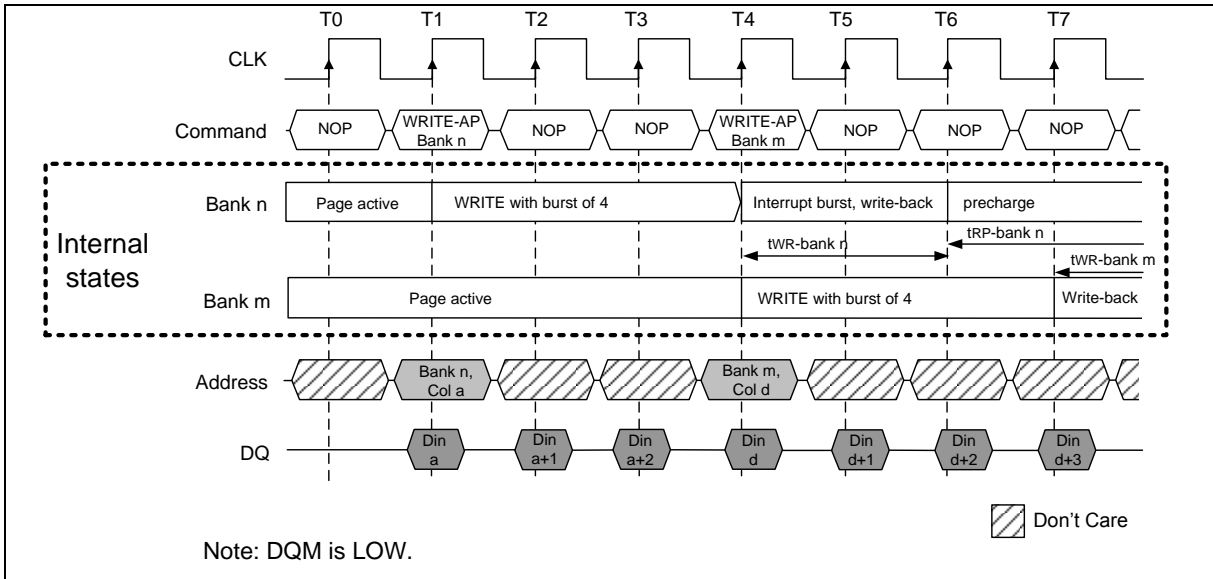 T0 T1 T2 T3 T4 T5 T6 T7
CLK
Command NOP WRITE-AP Bank n NOP NOP WRITE-AP Bank m NOP NOP NOP
Internal states
Bank n Page active WRITE with burst of 4 Interrupt burst, write-back precharge
tWR-bank n tRP-bank n
tWR-bank m
Bank m Page active WRITE with burst of 4 Write-back
Address Bank n, Col a Bank m, Col d
DQ Din a Din a+1 Din a+2 Din d Din d+1 Din d+2 Din d+3
Don't Care
Note: DQM is LOW.